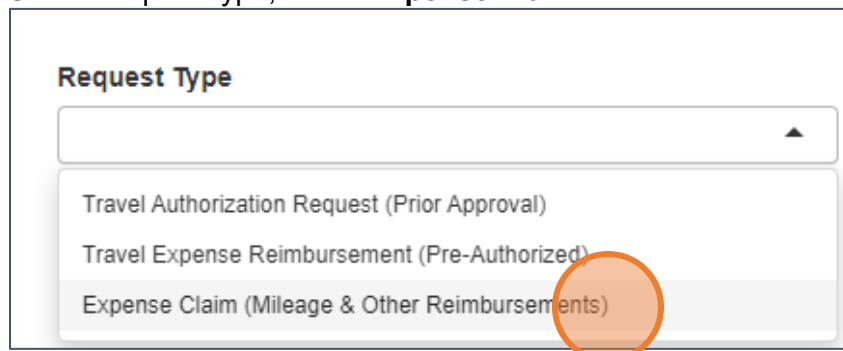 Request Type
Travel Authorization Request (Prior Approval)
Travel Expense Reimbursement (Pre-Authorized)
Expense Claim (Mileage & Other Reimbursements)